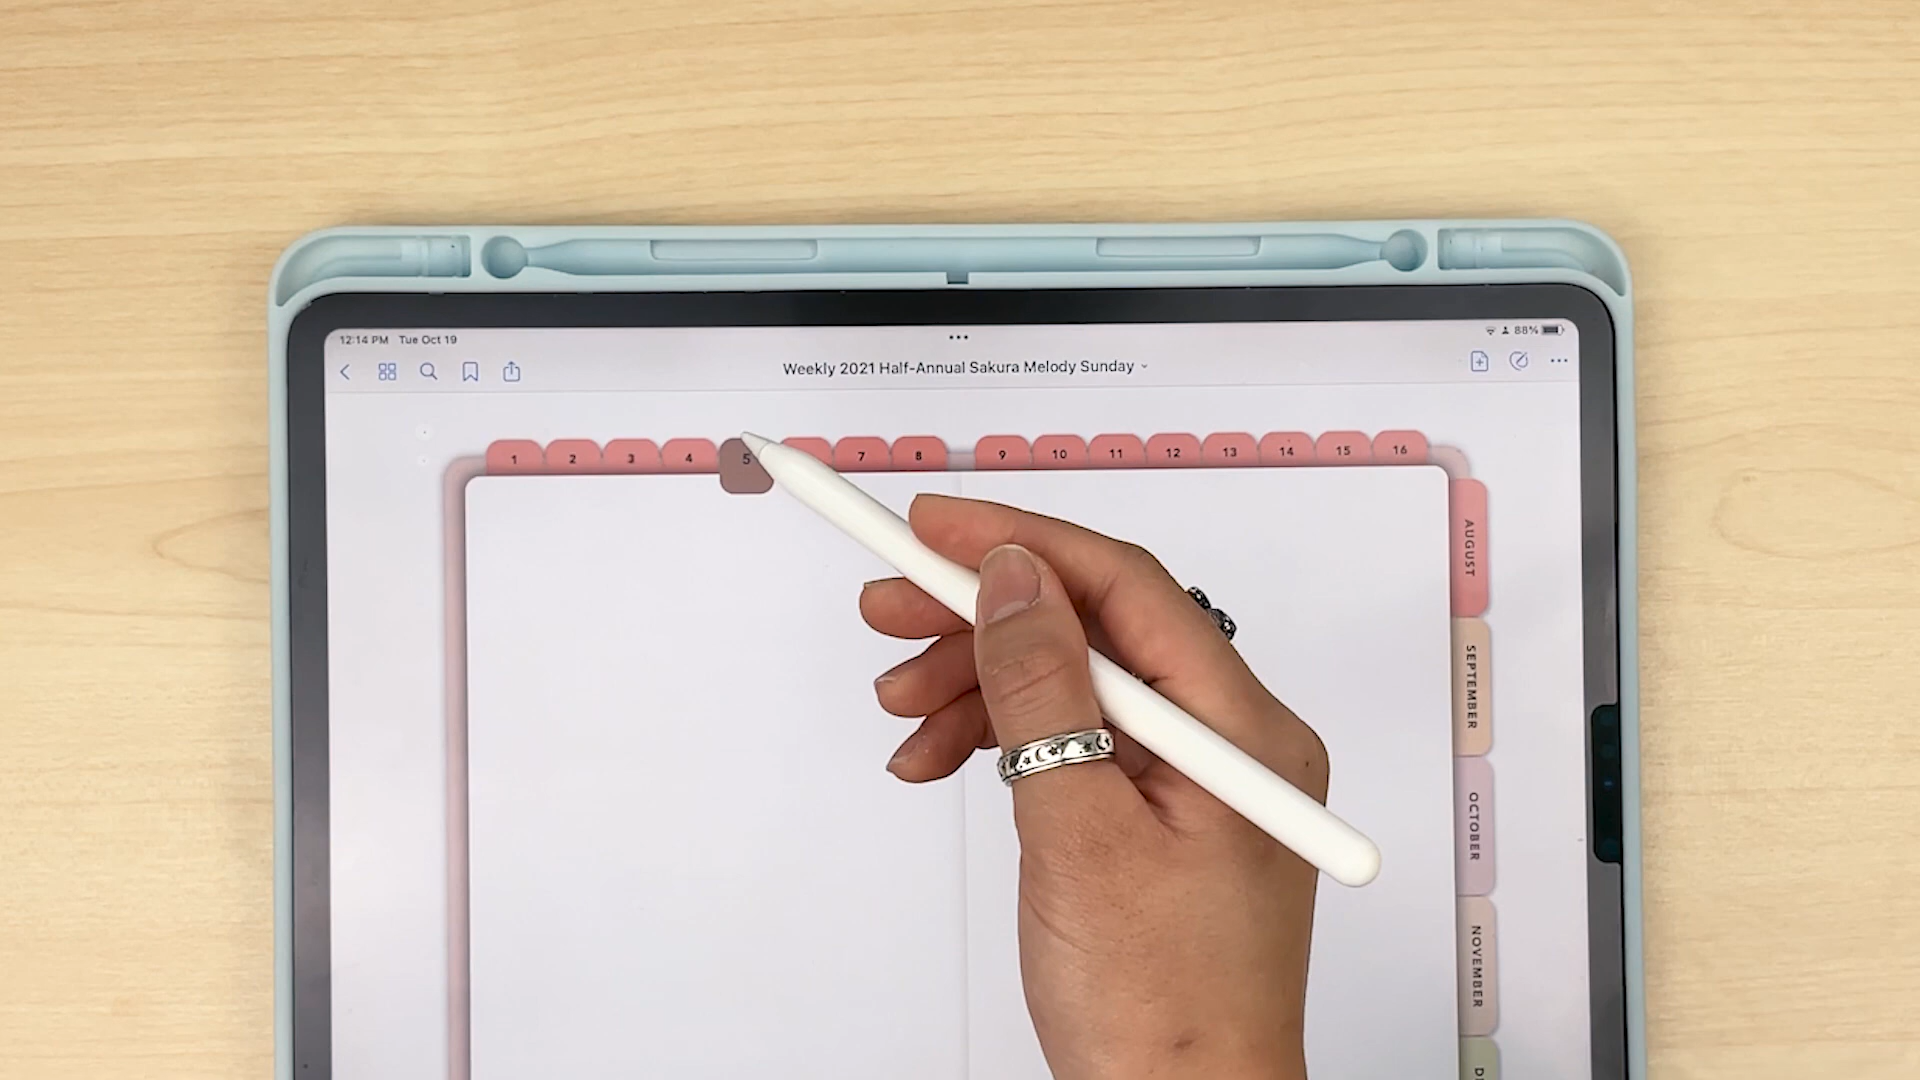 12:14 PM Tue Oct 19
88%
Weekly 2021 Half-Annual Sakura Melody Sunday
1 2 3 4 5 7 8 9 10 11 12 13 14 15 16
AUGUST
SEPTEMBER
OCTOBER
NOVEMBER